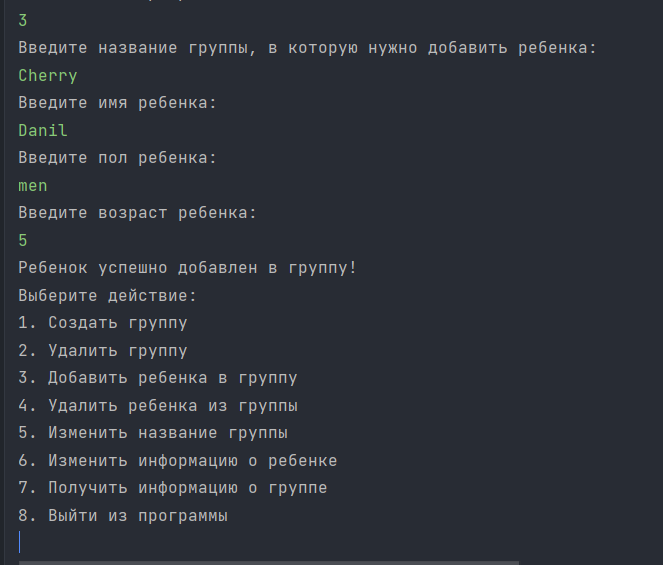 3
Введите название группы, в которую нужно добавить ребенка:
Cherry
Введите имя ребенка:
Danil
Введите пол ребенка:
men
Введите возраст ребенка:
5
Ребенок успешно добавлен в группу!
Выберите действие:
1. Создать группу
2. Удалить группу
3. Добавить ребенка в группу
4. Удалить ребенка из группы
5. Изменить название группы
6. Изменить информацию о ребенке
7. Получить информацию о группе
8. Выйти из программы